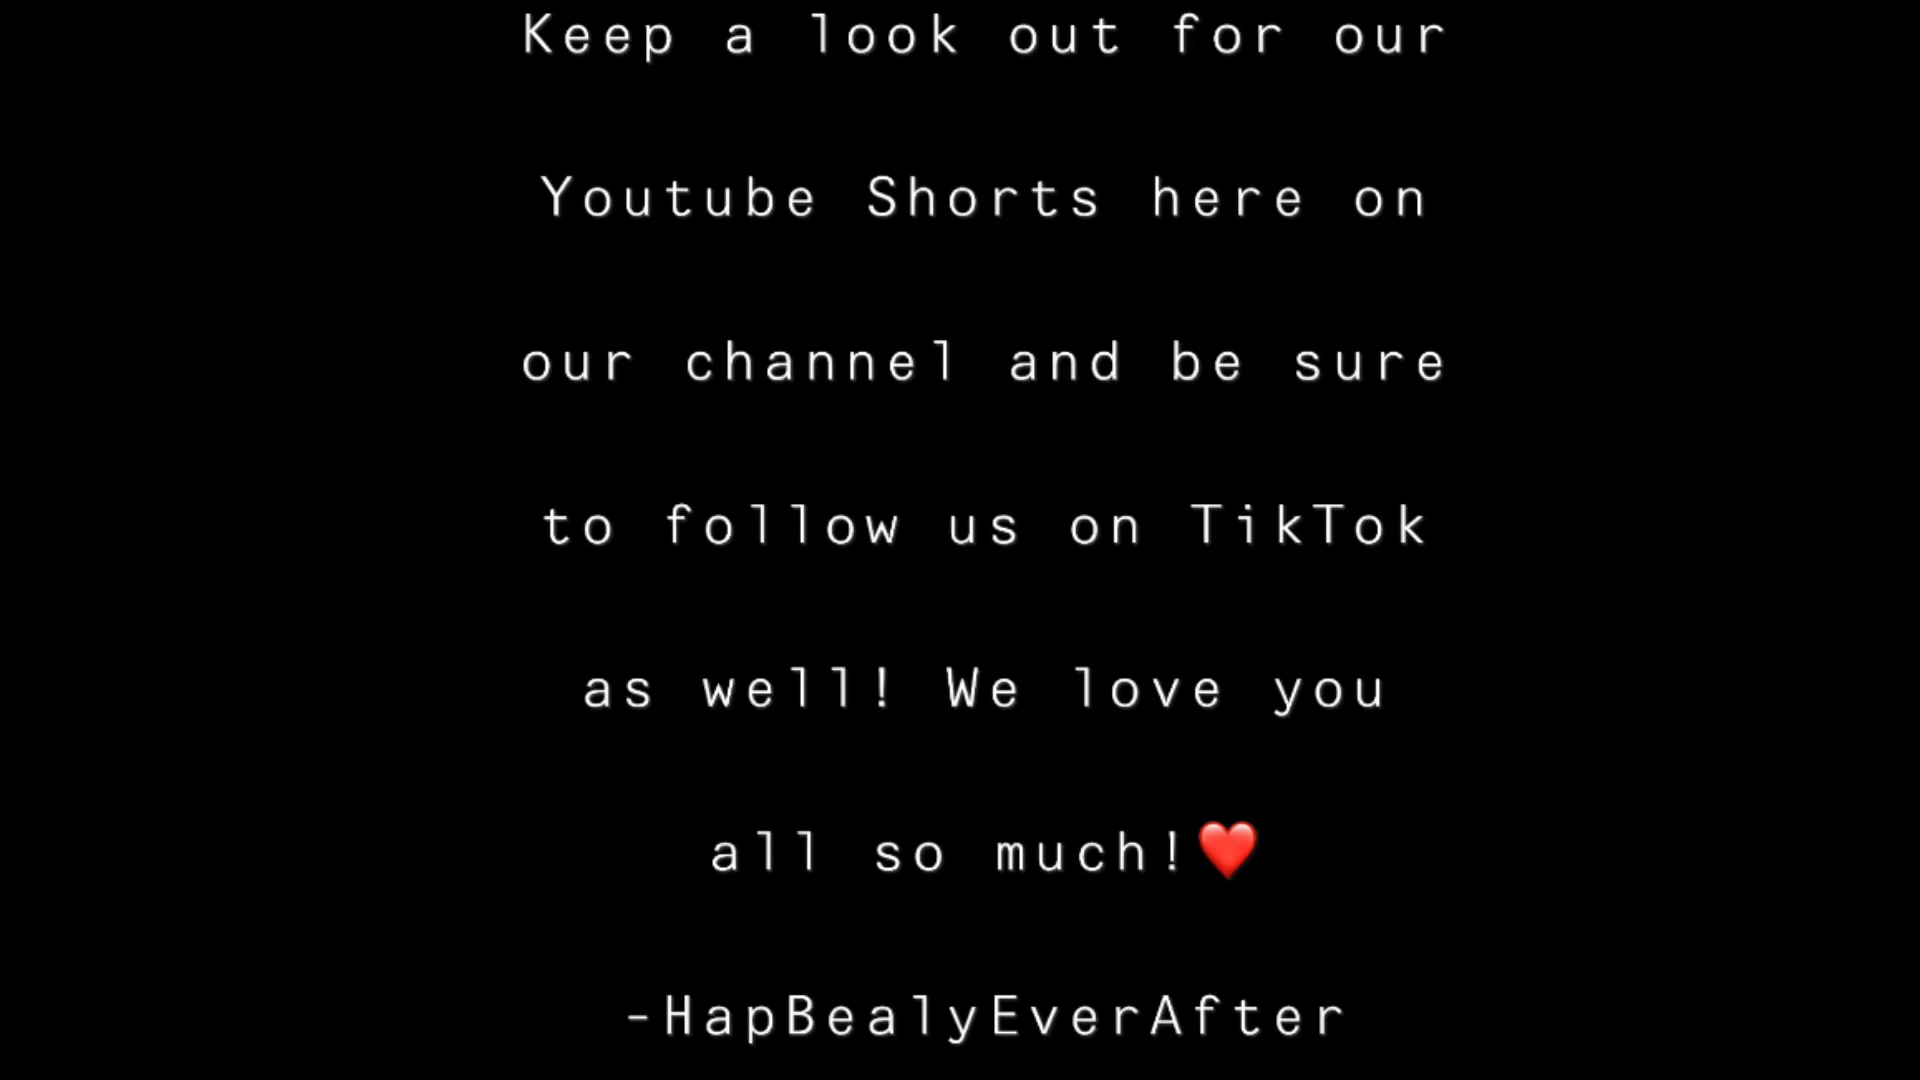 Keep a look out for our
Youtube Shorts here on
our channel and be sure
to follow us on TikTok
as well! We love you
all so much!❤️
-HapBealyEverAfter